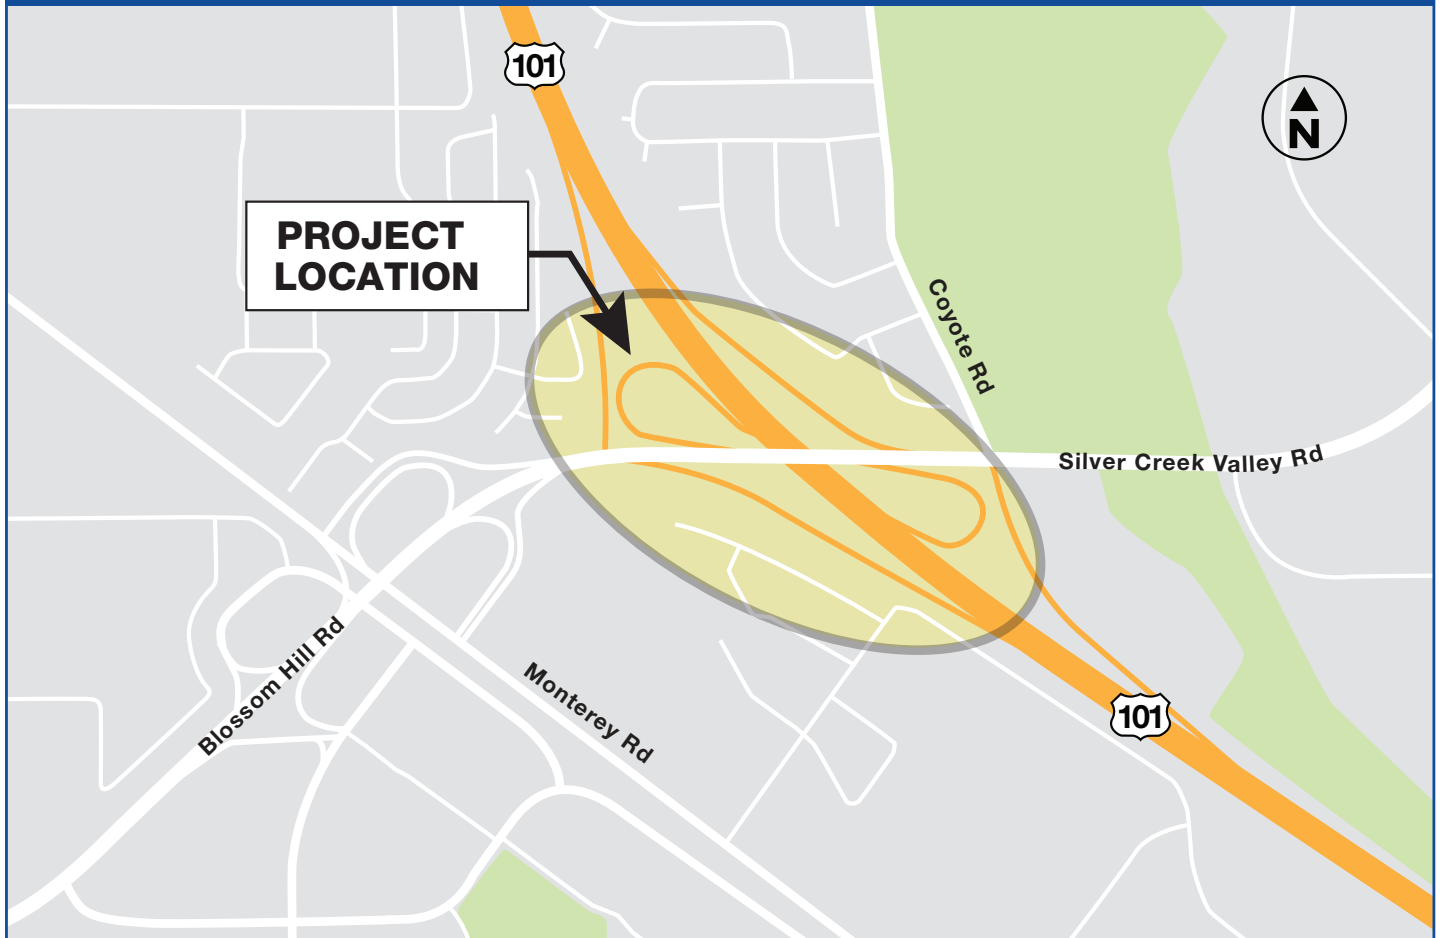 101
N
PROJECT
LOCATION
Coyote Rd
Silver Creek Valley Rd
Blossom Hill Rd
Monterey Rd
101